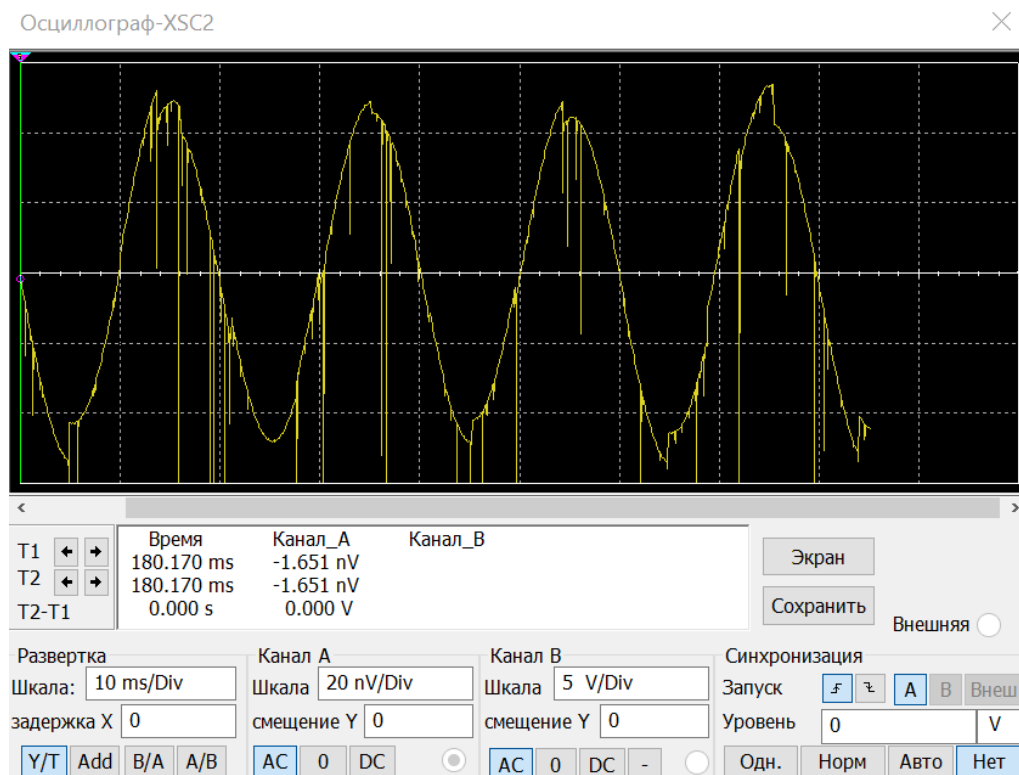 Осциллограф-XSC2
Время Канал_A Канал_B
T1 180.170 ms -1.651 nV
T2 180.170 ms -1.651 nV
T2-T1 0.000 s 0.000 V
Экран
Сохранить
Внешняя
Развертка
Шкала: 10 ms/Div
задержка X 0
Y/T Add B/A A/B
Канал A
Шкала 20 nV/Div
смещение Y 0
AC 0 DC
Канал B
Шкала 5 V/Div
смещение Y 0
AC 0 DC -
Синхронизация
Запуск A B Внеш
Уровень 0 V
Одн. Норм Авто Нет